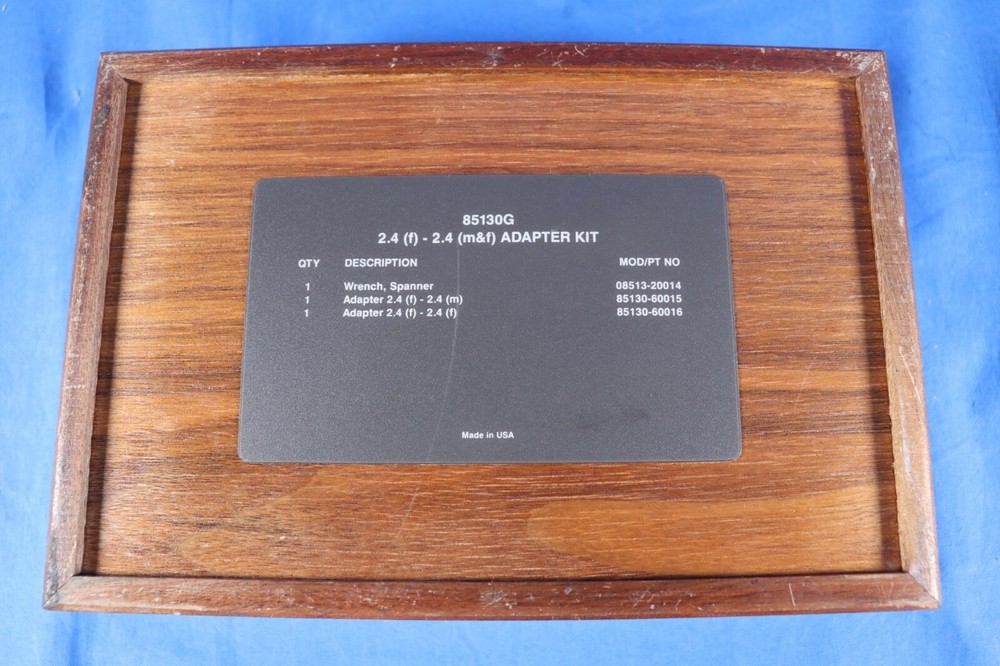 85130G
2.4 (f) - 2.4 (m&f) ADAPTER KIT
QTY DESCRIPTION MOD/PT NO
1 Wrench, Spanner 08513-20014
1 Adapter 2.4 (f) - 2.4 (m) 85130-60015
1 Adapter 2.4 (f) - 2.4 (f) 85130-60016
Made in USA